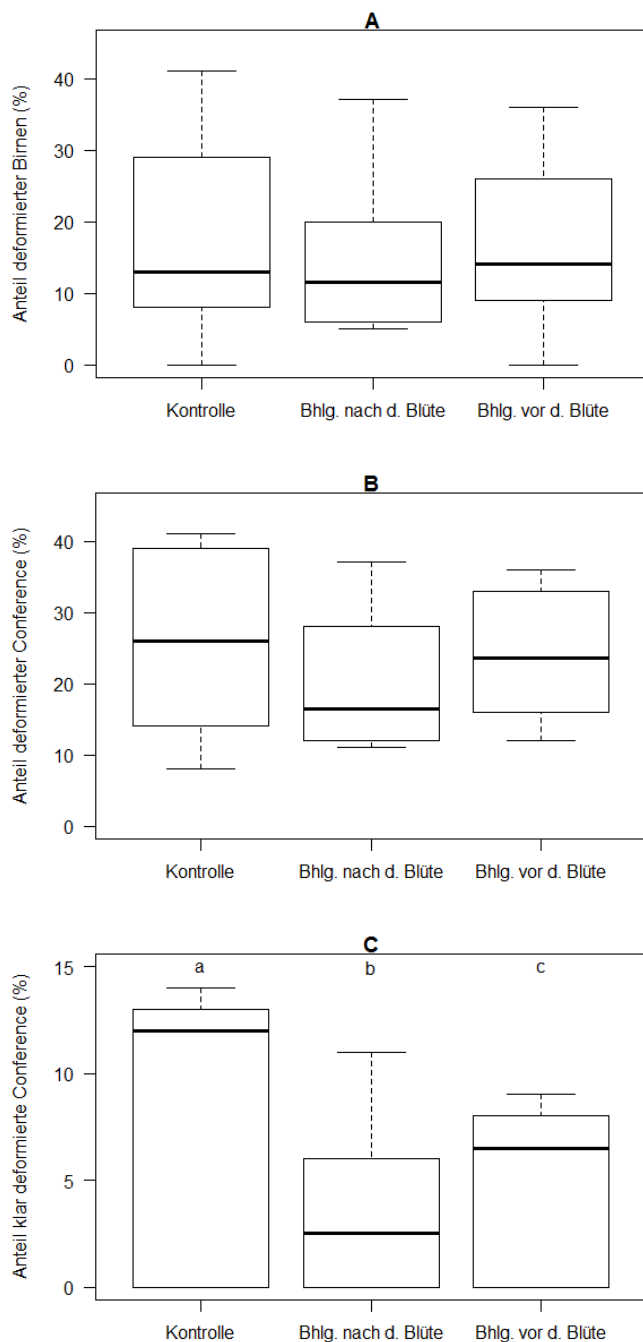 A
Anteil deformierter Birnen (%)
40
30
20
10
0
Kontrolle Bhlg. nach d. Blüte Bhlg. vor d. Blüte
B
Anteil deformierter Conference (%)
40
30
20
10
0
Kontrolle Bhlg. nach d. Blüte Bhlg. vor d. Blüte
C
Anteil klar deformierte Conference (%)
a b c
15
10
5
0
Kontrolle Bhlg. nach d. Blüte Bhlg. vor d. Blüte